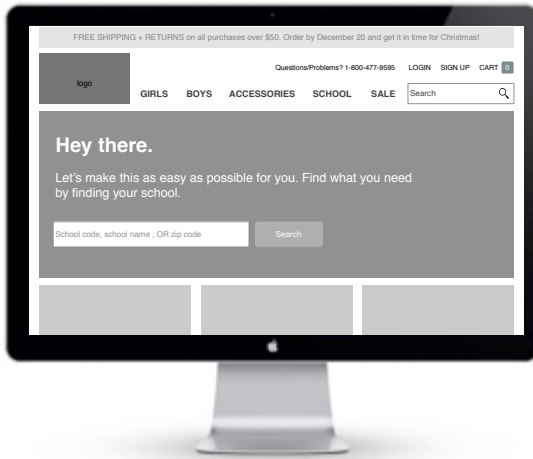 FREE SHIPPING + RETURNS on all purchases over $50. Order by December 20 and get it in time for Christmas!
Questions/Problems? 1-800-477-9595 LOGIN SIGN UP CART 0
logo
GIRLS BOYS ACCESSORIES SCHOOL SALE Search
Hey there.
Let's make this as easy as possible for you. Find what you need
by finding your school.
School code, school name , OR zip code Search